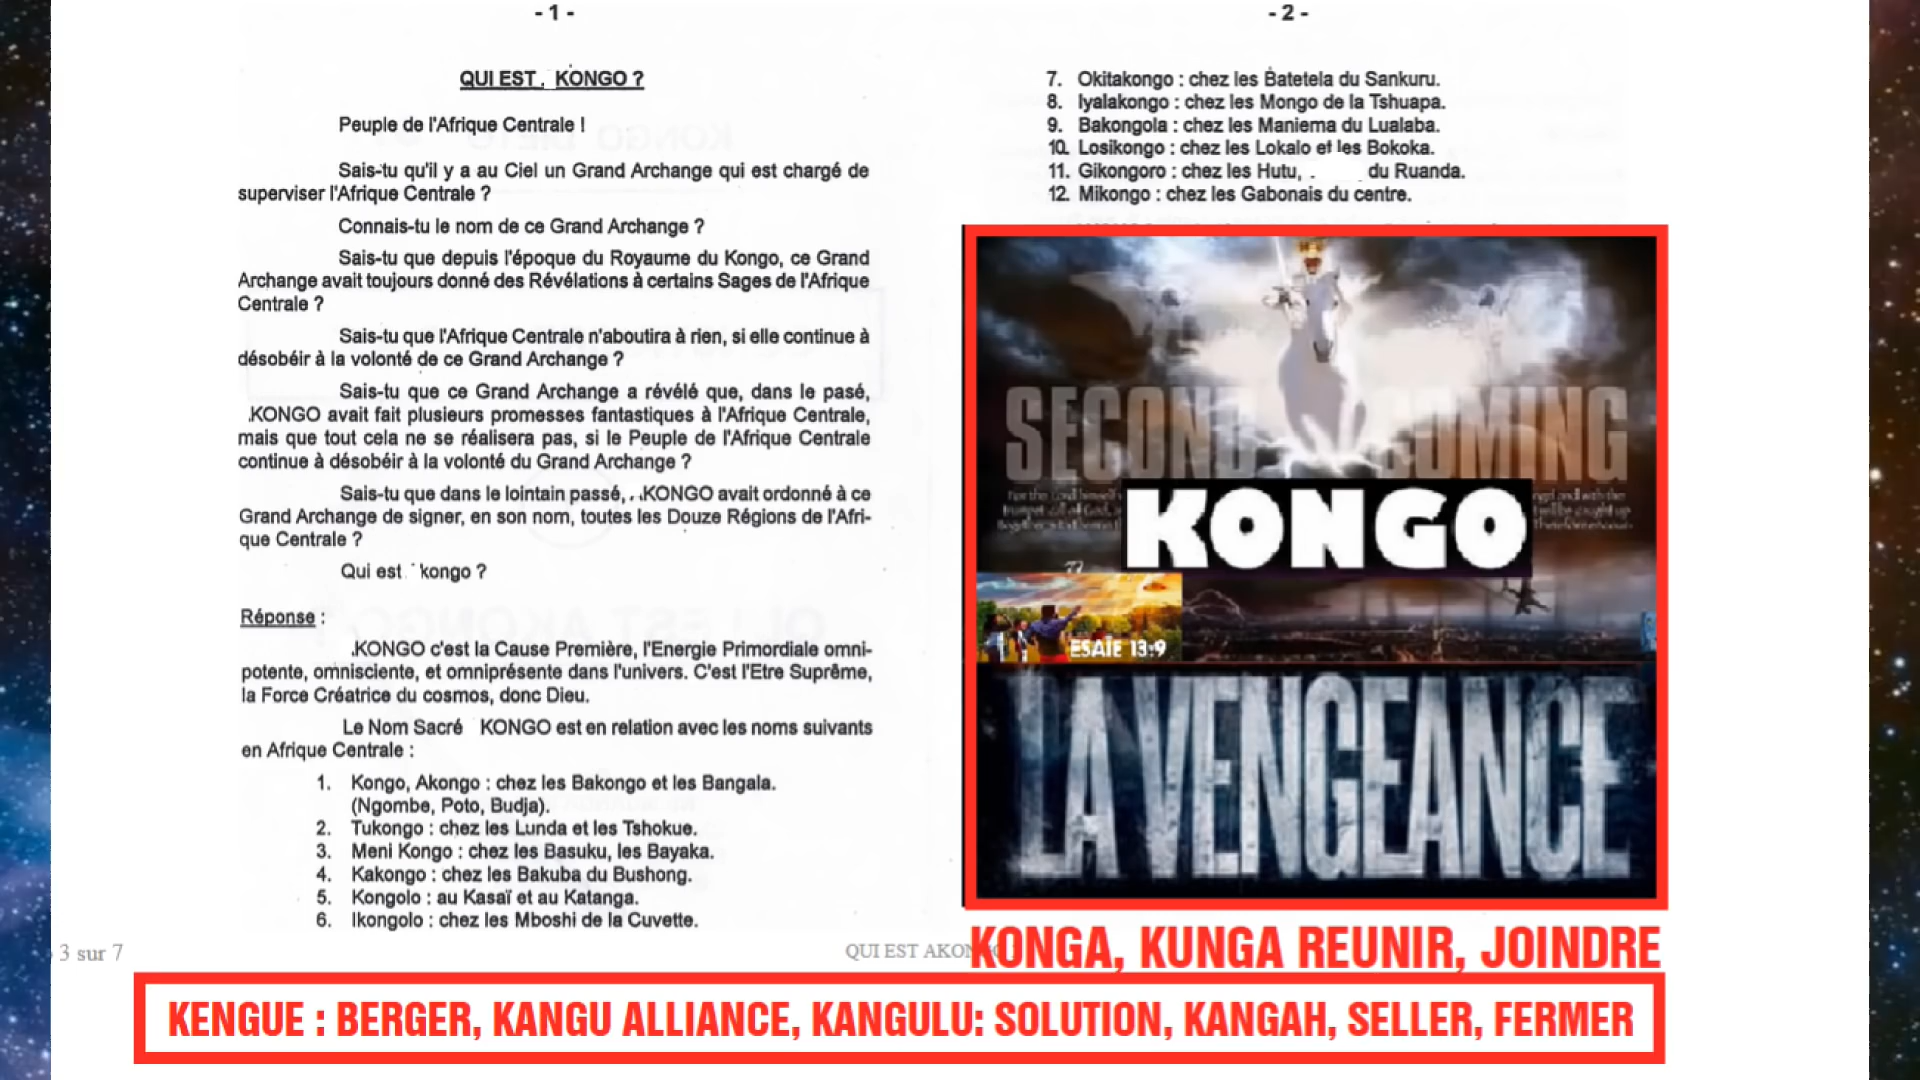 - 1 -
QUI EST . KONGO ?
Peuple de l'Afrique Centrale !
Sais-tu qu'il y a au Ciel un Grand Archange qui est chargé de
superviser l'Afrique Centrale ?
Connais-tu le nom de ce Grand Archange ?
Sais-tu que depuis l'époque du Royaume du Kongo, ce Grand
Archange avait toujours donné des Révélations à certains Sages de l'Afrique
Centrale ?
Sais-tu que l'Afrique Centrale n'aboutira à rien, si elle continue à
désobéir à la volonté de ce Grand Archange ?
Sais-tu que ce Grand Archange a révélé que, dans le pasé,
.KONGO avait fait plusieurs promesses fantastiques à l'Afrique Centrale,
mais que tout cela ne se réalisera pas, si le Peuple de l'Afrique Centrale
continue à désobéir à la volonté du Grand Archange ?
Sais-tu que dans le lointain passé, . .KONGO avait ordonné à ce
Grand Archange de signer, en son nom, toutes les Douze Régions de l'Afri-
que Centrale ?
Qui est kongo ?
Réponse :
.KONGO c'est la Cause Première, l'Energie Primordiale omni-
potente, omnisciente, et omniprésente dans l'univers. C'est l'Etre Suprême,
la Force Créatrice du cosmos, donc Dieu.
Le Nom Sacré KONGO est en relation avec les noms suivants
en Afrique Centrale :
1. Kongo, Akongo : chez les Bakongo et les Bangala.
(Ngombe, Poto, Budja).
2. Tukongo : chez les Lunda et les Tshokue.
3. Meni Kongo : chez les Basuku, les Bayaka.
4. Kakongo : chez les Bakuba du Bushong.
5. Kongolo : au Kasaï et au Katanga.
6. Ikongolo : chez les Mboshi de la Cuvette.
- 2 -
7. Okitakongo : chez les Batetela du Sankuru.
8. Iyalakongo : chez les Mongo de la Tshuapa.
9. Bakongola : chez les Maniema du Lualaba.
10. Losikongo : chez les Lokalo et les Bokoka.
11. Gikongoro : chez les Hutu, . du Ruanda.
12. Mikongo : chez les Gabonais du centre.
SECOND COMING
KONGO
ESAÏE 13:9
LA VENGEANCE
3 sur 7
QUI EST AKON
KONGA, KUNGA REUNIR, JOINDRE
KENGUE : BERGER, KANGU ALLIANCE, KANGULU: SOLUTION, KANGAH, SELLER, FERMER